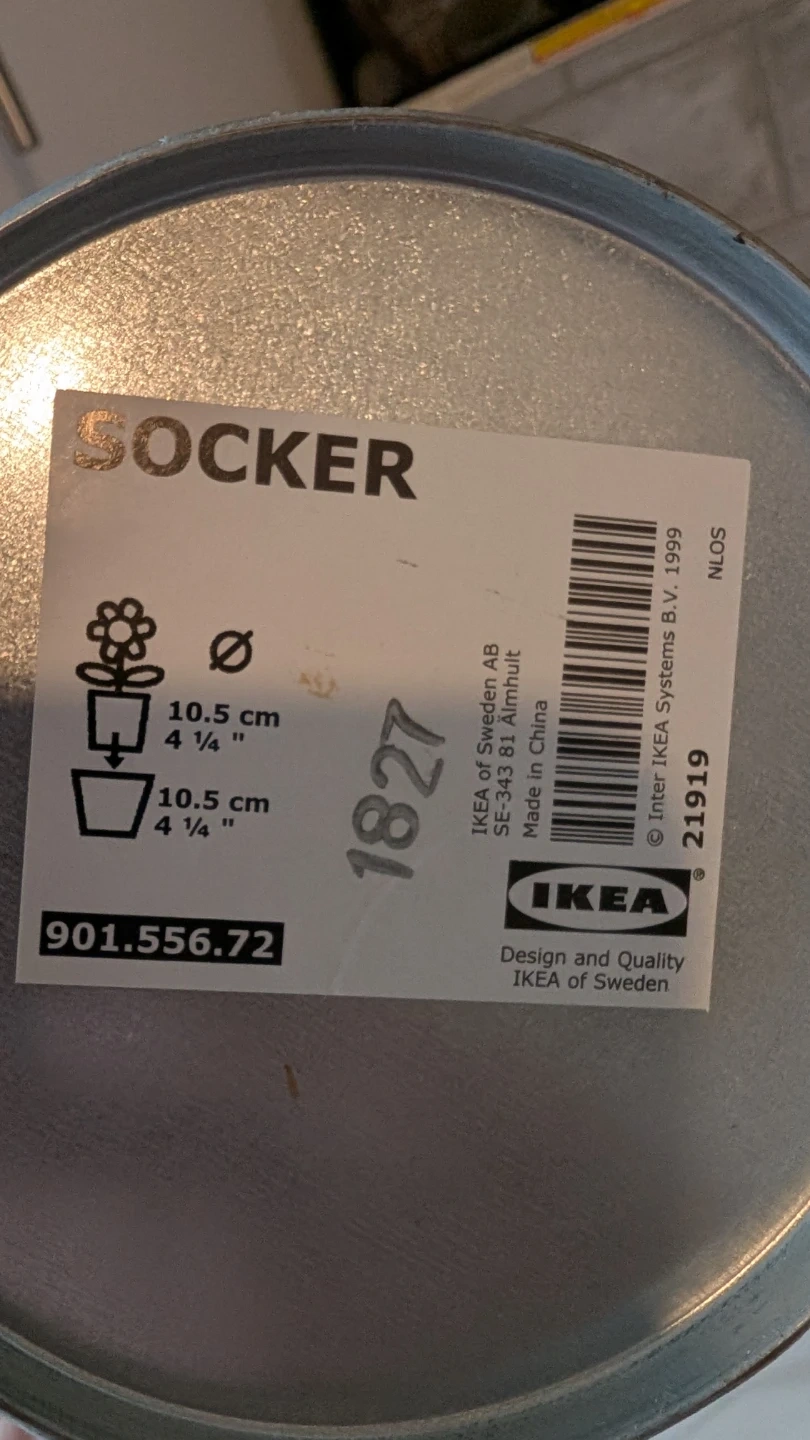 SOCKER
Ø
10.5 cm
4 ¼ "
10.5 cm
4 ¼ "
901.556.72
1827
IKEA of Sweden AB
SE-343 81 Älmhult
Made in China
© Inter IKEA Systems B.V. 1999
21919
NLOS
IKEA®
Design and Quality
IKEA of Sweden